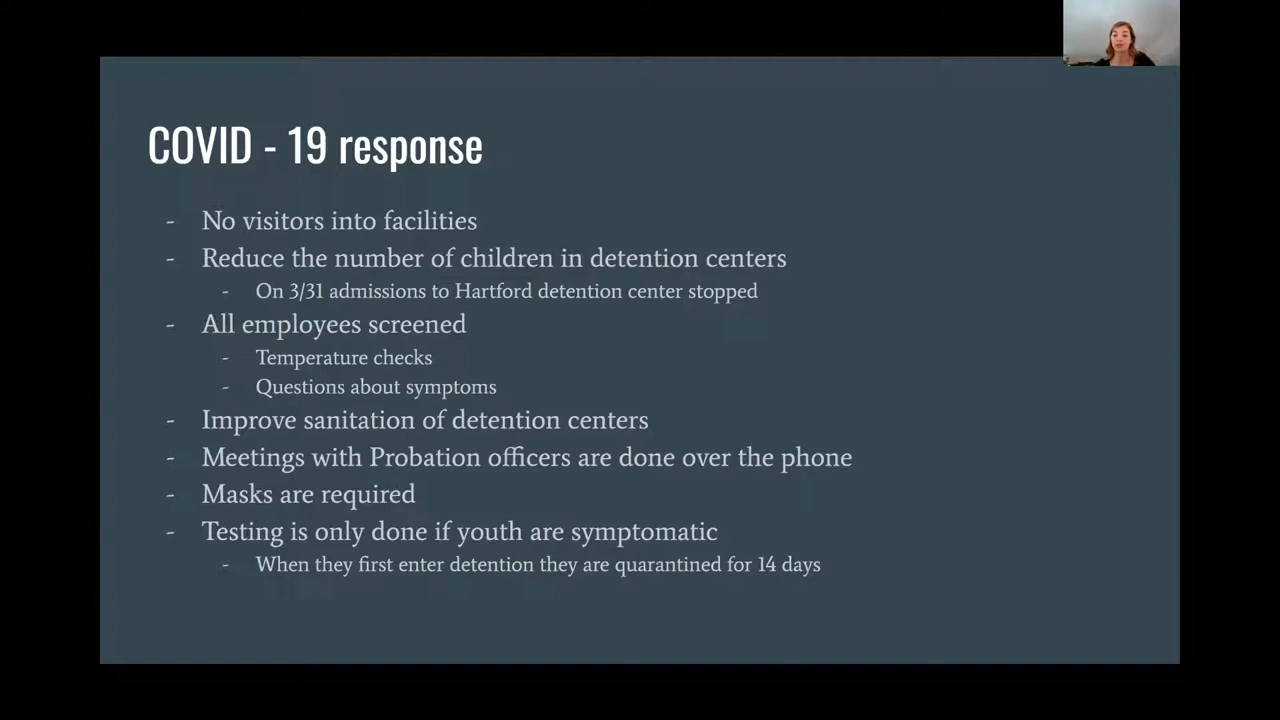 COVID - 19 response
- No visitors into facilities
- Reduce the number of children in detention centers
- On 3/31 admissions to Hartford detention center stopped
- All employees screened
- Temperature checks
- Questions about symptoms
- Improve sanitation of detention centers
- Meetings with Probation officers are done over the phone
- Masks are required
- Testing is only done if youth are symptomatic
- When they first enter detention they are quarantined for 14 days